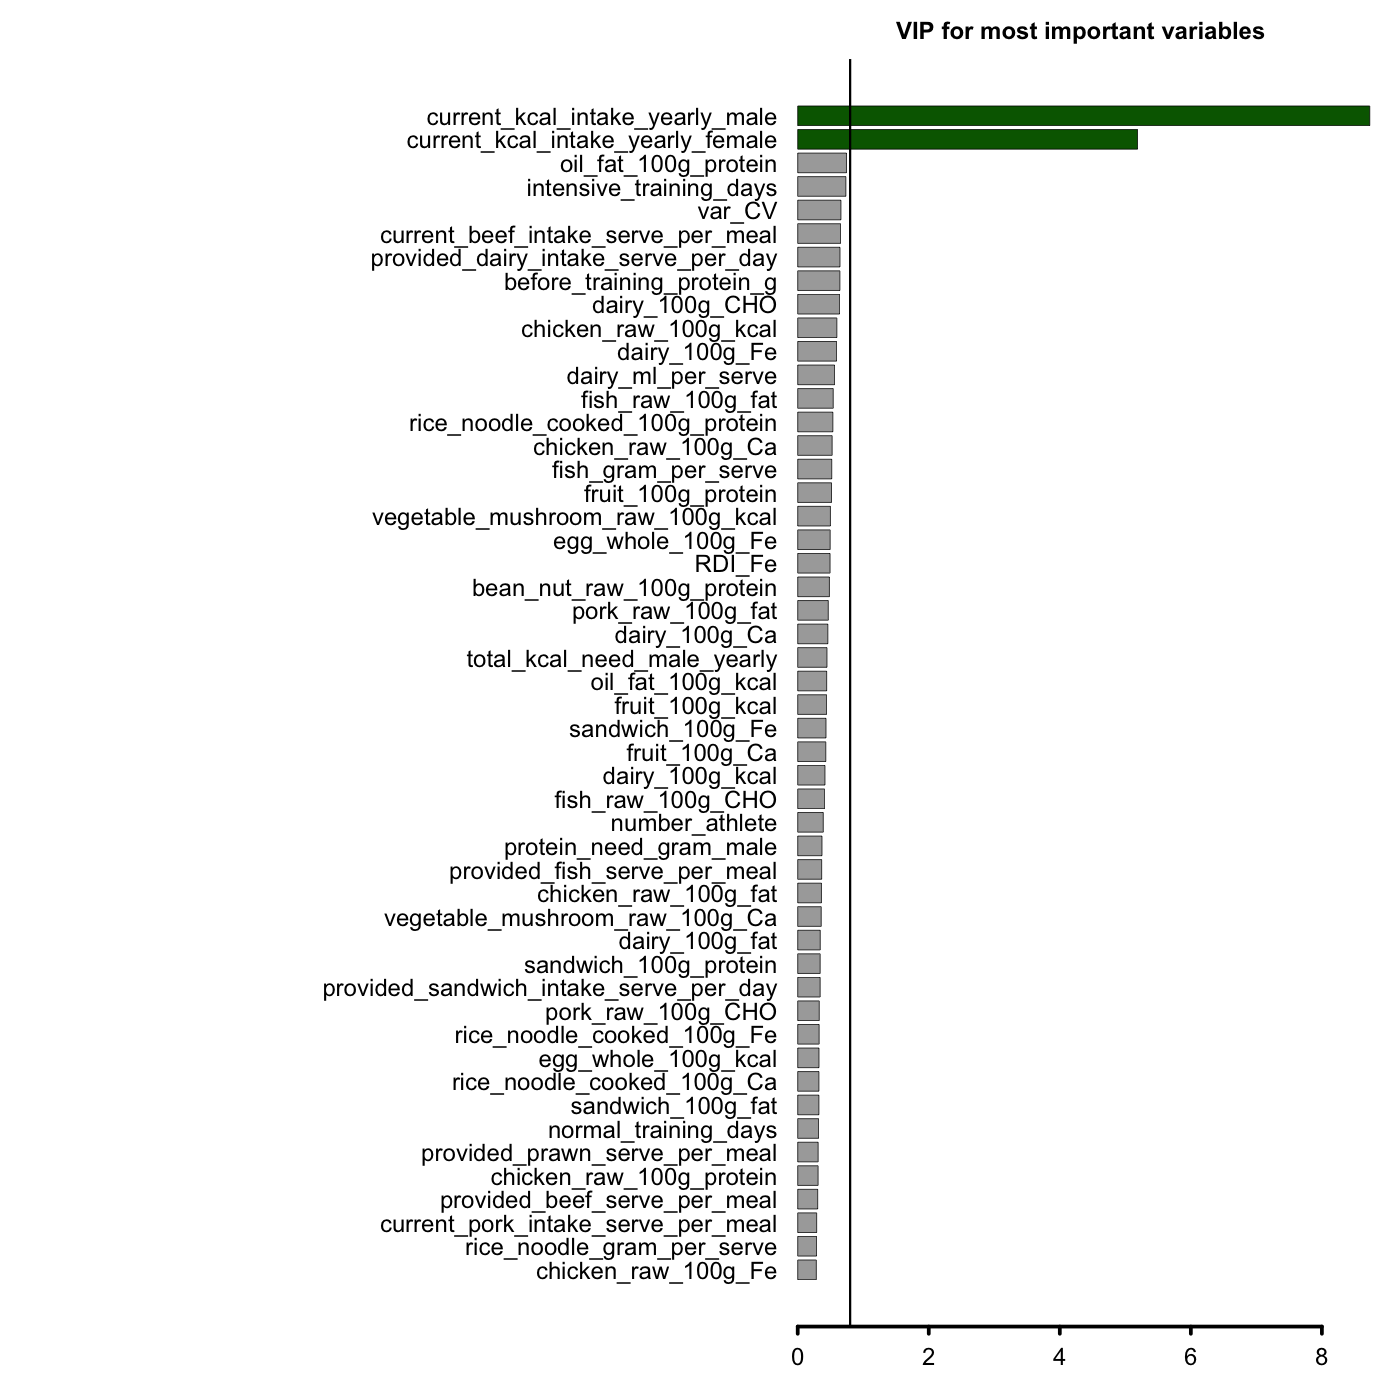 VIP for most important variables
current_kcal_intake_yearly_male
current_kcal_intake_yearly_female
oil_fat_100g_protein
intensive_training_days
var_CV
current_beef_intake_serve_per_meal
provided_dairy_intake_serve_per_day
before_training_protein_g
dairy_100g_CHO
chicken_raw_100g_kcal
dairy_100g_Fe
dairy_ml_per_serve
fish_raw_100g_fat
rice_noodle_cooked_100g_protein
chicken_raw_100g_Ca
fish_gram_per_serve
fruit_100g_protein
vegetable_mushroom_raw_100g_kcal
egg_whole_100g_Fe
RDI_Fe
bean_nut_raw_100g_protein
pork_raw_100g_fat
dairy_100g_Ca
total_kcal_need_male_yearly
oil_fat_100g_kcal
fruit_100g_kcal
sandwich_100g_Fe
fruit_100g_Ca
dairy_100g_kcal
fish_raw_100g_CHO
number_athlete
protein_need_gram_male
provided_fish_serve_per_meal
chicken_raw_100g_fat
vegetable_mushroom_raw_100g_Ca
dairy_100g_fat
sandwich_100g_protein
provided_sandwich_intake_serve_per_day
pork_raw_100g_CHO
rice_noodle_cooked_100g_Fe
egg_whole_100g_kcal
rice_noodle_cooked_100g_Ca
sandwich_100g_fat
normal_training_days
provided_prawn_serve_per_meal
chicken_raw_100g_protein
provided_beef_serve_per_meal
current_pork_intake_serve_per_meal
rice_noodle_gram_per_serve
chicken_raw_100g_Fe
0 2 4 6 8